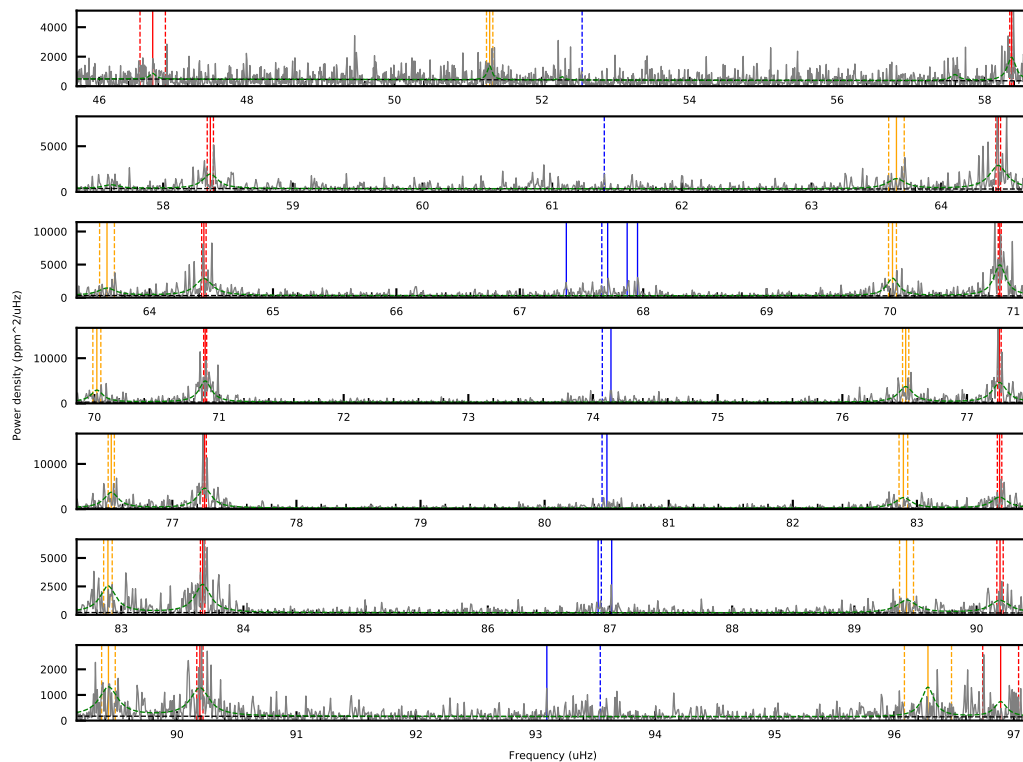 4000
2000
0
46 48 50 52 54 56 58
5000
0
58 59 60 61 62 63 64
10000
5000
0
64 65 66 67 68 69 70 71
Power density (ppm^2/uHz)
10000
0
70 71 72 73 74 75 76 77
10000
0
77 78 79 80 81 82 83
5000
2500
0
83 84 85 86 87 88 89 90
2000
1000
0
90 91 92 93 94 95 96 97
Frequency (uHz)